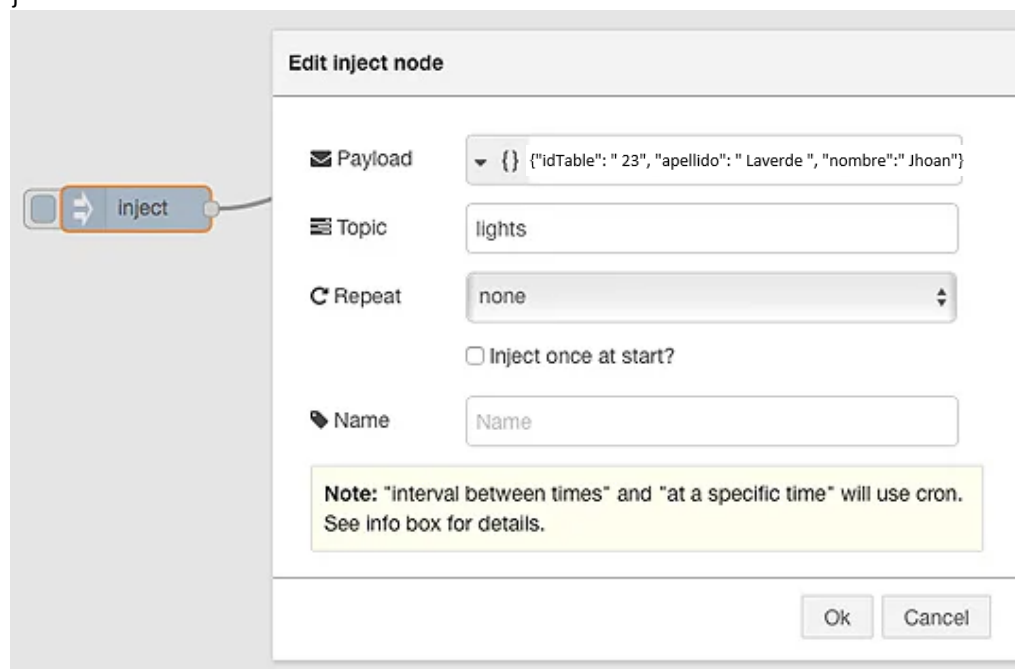 Edit inject node
Payload
{} {"idTable": " 23", "apellido": " Laverde ", "nombre":" Jhoan"}
inject
Topic
lights
Repeat
none
Inject once at start?
Name
Name
Note: "interval between times" and "at a specific time" will use cron.
See info box for details.
Ok
Cancel